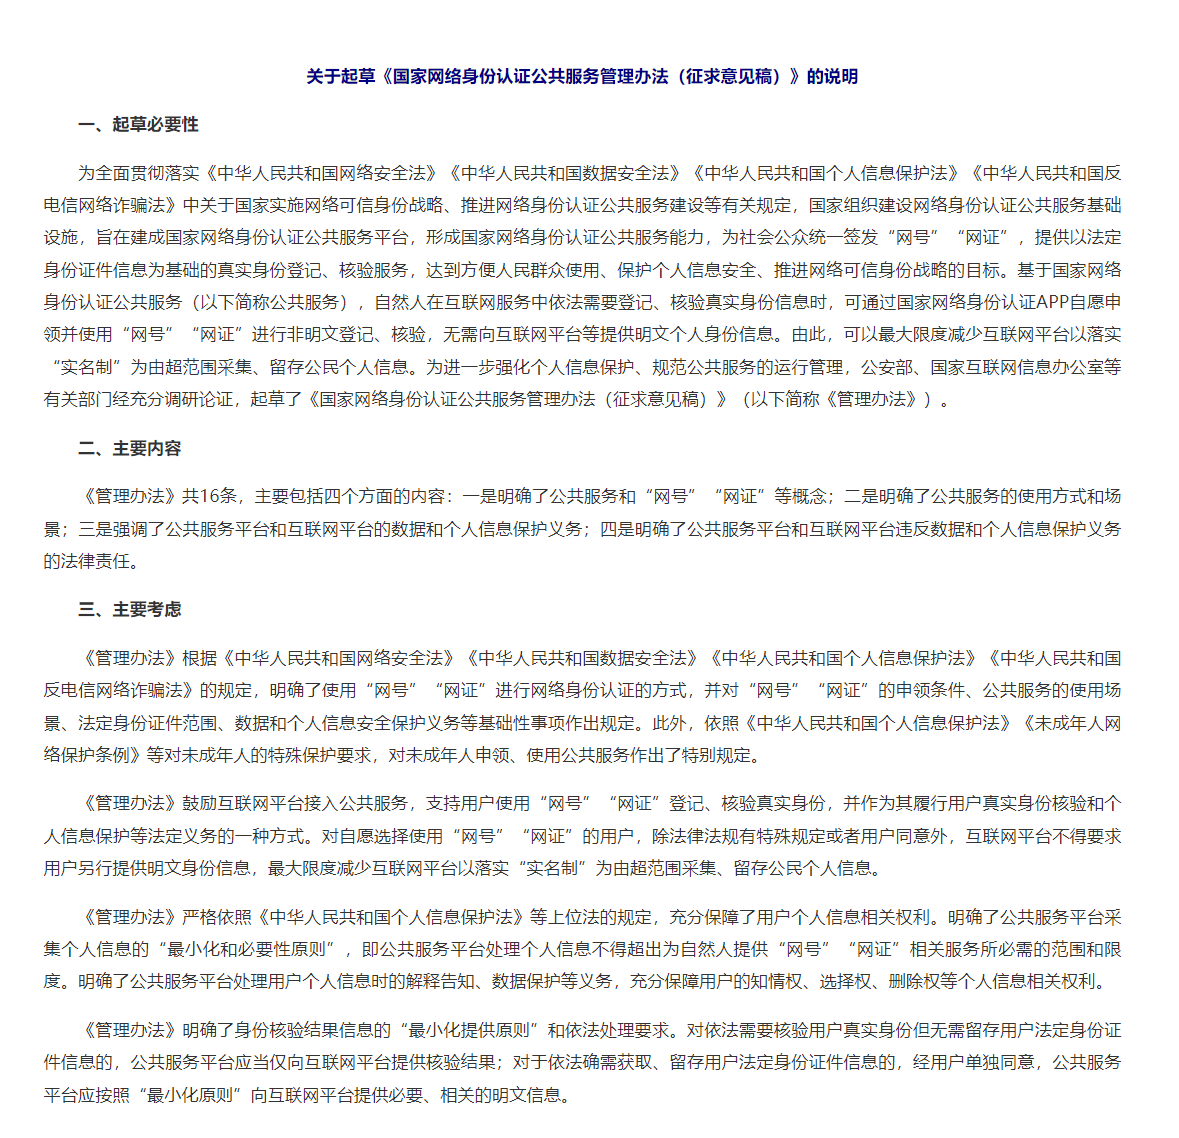 关于起草《国家网络身份认证公共服务管理办法（征求意见稿）》的说明
一、起草必要性
为全面贯彻落实《中华人民共和国网络安全法》《中华人民共和国数据安全法》《中华人民共和国个人信息保护法》《中华人民共和国反
电信网络诈骗法》中关于国家实施网络可信身份战略、推进网络身份认证公共服务建设等有关规定，国家组织建设网络身份认证公共服务基础
设施，旨在建成国家网络身份认证公共服务平台，形成国家网络身份认证公共服务能力，为社会公众统一签发“网号”“网证”，提供以法定
身份证件信息为基础的真实身份登记、核验服务，达到方便人民群众使用、保护个人信息安全、推进网络可信身份战略的目标。基于国家网络
身份认证公共服务（以下简称公共服务），自然人在互联网服务中依法需要登记、核验真实身份信息时，可通过国家网络身份认证APP自愿申
领并使用“网号”“网证”进行非明文登记、核验，无需向互联网平台等提供明文个人身份信息。由此，可以最大限度减少互联网平台以落实
“实名制”为由超范围采集、留存公民个人信息。为进一步强化个人信息保护、规范公共服务的运行管理，公安部、国家互联网信息办公室等
有关部门经充分调研论证，起草了《国家网络身份认证公共服务管理办法（征求意见稿）》（以下简称《管理办法》）。
二、主要内容
《管理办法》共16条，主要包括四个方面的内容：一是明确了公共服务和“网号”“网证”等概念；二是明确了公共服务的使用方式和场
景；三是强调了公共服务平台和互联网平台的数据和个人信息保护义务；四是明确了公共服务平台和互联网平台违反数据和个人信息保护义务
的法律责任。
三、主要考虑
《管理办法》根据《中华人民共和国网络安全法》《中华人民共和国数据安全法》《中华人民共和国个人信息保护法》《中华人民共和国
反电信网络诈骗法》的规定，明确了使用“网号”“网证”进行网络身份认证的方式，并对“网号”“网证”的申领条件、公共服务的使用场
景、法定身份证件范围、数据和个人信息安全保护义务等基础性事项作出规定。此外，依照《中华人民共和国个人信息保护法》《未成年人网
络保护条例》等对未成年人的特殊保护要求，对未成年人申领、使用公共服务作出了特别规定。
《管理办法》鼓励互联网平台接入公共服务，支持用户使用“网号”“网证”登记、核验真实身份，并作为其履行用户真实身份核验和个
人信息保护等法定义务的一种方式。对自愿选择使用“网号”“网证”的用户，除法律法规有特殊规定或者用户同意外，互联网平台不得要求
用户另行提供明文身份信息，最大限度减少互联网平台以落实“实名制”为由超范围采集、留存公民个人信息。
《管理办法》严格依照《中华人民共和国个人信息保护法》等上位法的规定，充分保障了用户个人信息相关权利。明确了公共服务平台采
集个人信息的“最小化和必要性原则”，即公共服务平台处理个人信息不得超出为自然人提供“网号”“网证”相关服务所必需的范围和限
度。明确了公共服务平台处理用户个人信息时的解释告知、数据保护等义务，充分保障用户的知情权、选择权、删除权等个人信息相关权利。
《管理办法》明确了身份核验结果信息的“最小化提供原则”和依法处理要求。对依法需要核验用户真实身份但无需留存用户法定身份证
件信息的，公共服务平台应当仅向互联网平台提供核验结果；对于依法确需获取、留存用户法定身份证件信息的，经用户单独同意，公共服务
平台应按照“最小化原则”向互联网平台提供必要、相关的明文信息。